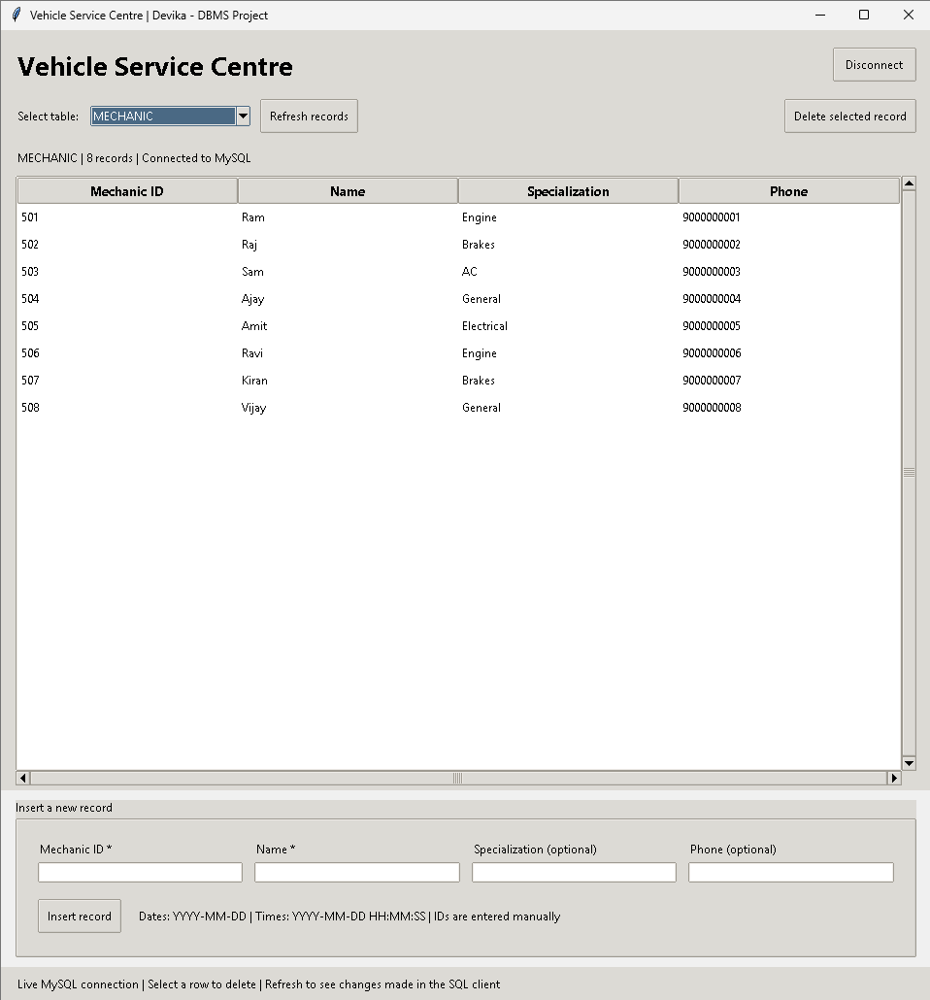 Vehicle Service Centre | Devika - DBMS Project
Vehicle Service Centre
Disconnect
Select table: MECHANIC Refresh records Delete selected record
MECHANIC | 8 records | Connected to MySQL
Mechanic ID Name Specialization Phone
501 Ram Engine 9000000001
502 Raj Brakes 9000000002
503 Sam AC 9000000003
504 Ajay General 9000000004
505 Amit Electrical 9000000005
506 Ravi Engine 9000000006
507 Kiran Brakes 9000000007
508 Vijay General 9000000008
Insert a new record
Mechanic ID * Name * Specialization (optional) Phone (optional)
Insert record Dates: YYYY-MM-DD | Times: YYYY-MM-DD HH:MM:SS | IDs are entered manually
Live MySQL connection | Select a row to delete | Refresh to see changes made in the SQL client